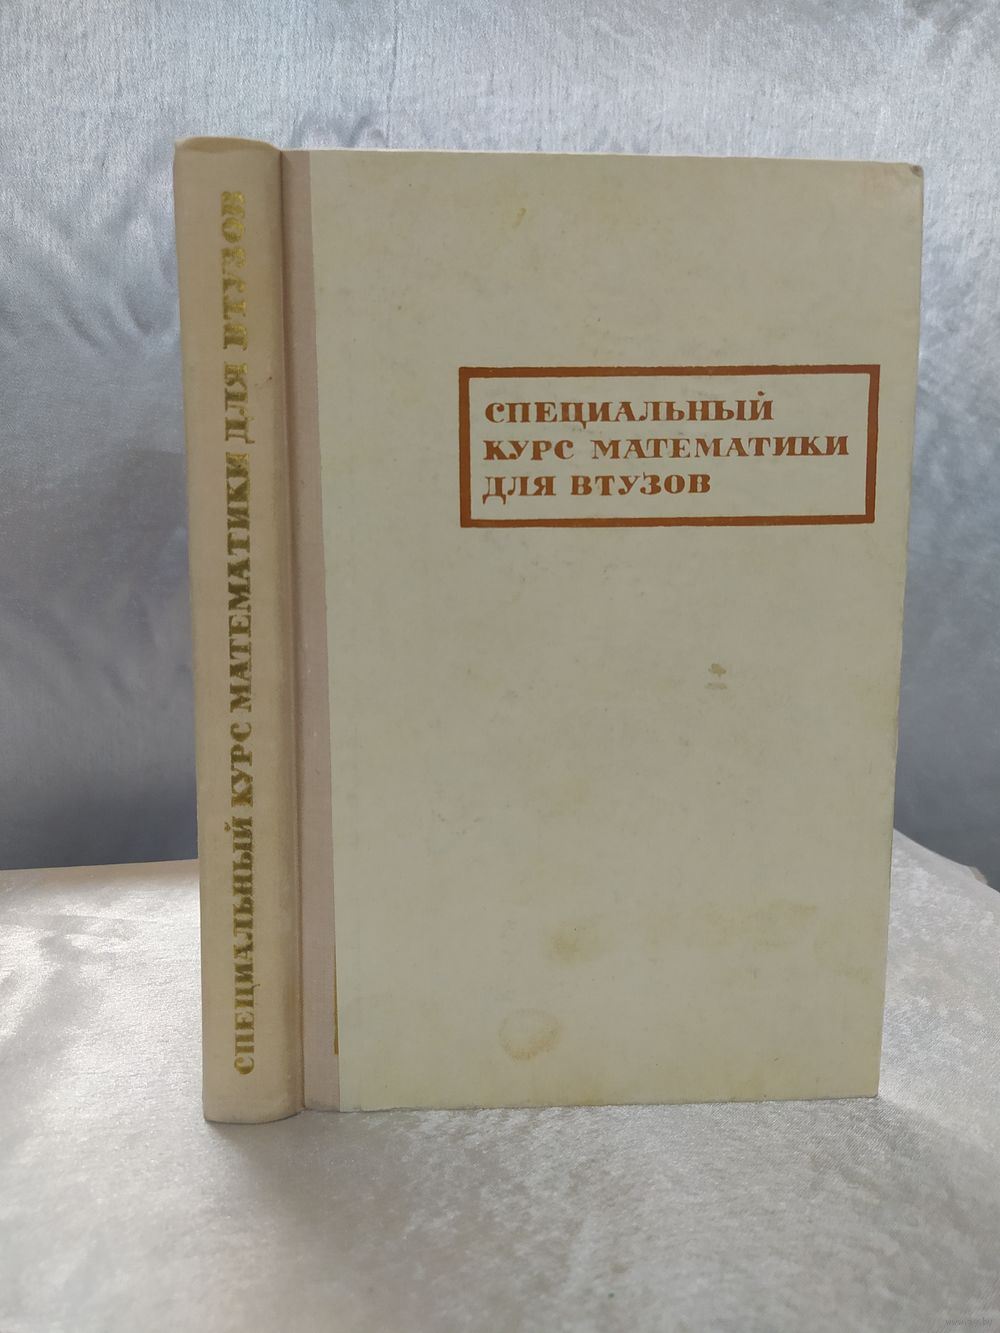 СПЕЦИАЛЬНЫЙ КУРС МАТЕМАТИКИ ДЛЯ ВТУЗОВ
СПЕЦИАЛЬНЫЙ
КУРС МАТЕМАТИКИ
ДЛЯ ВТУЗОВ